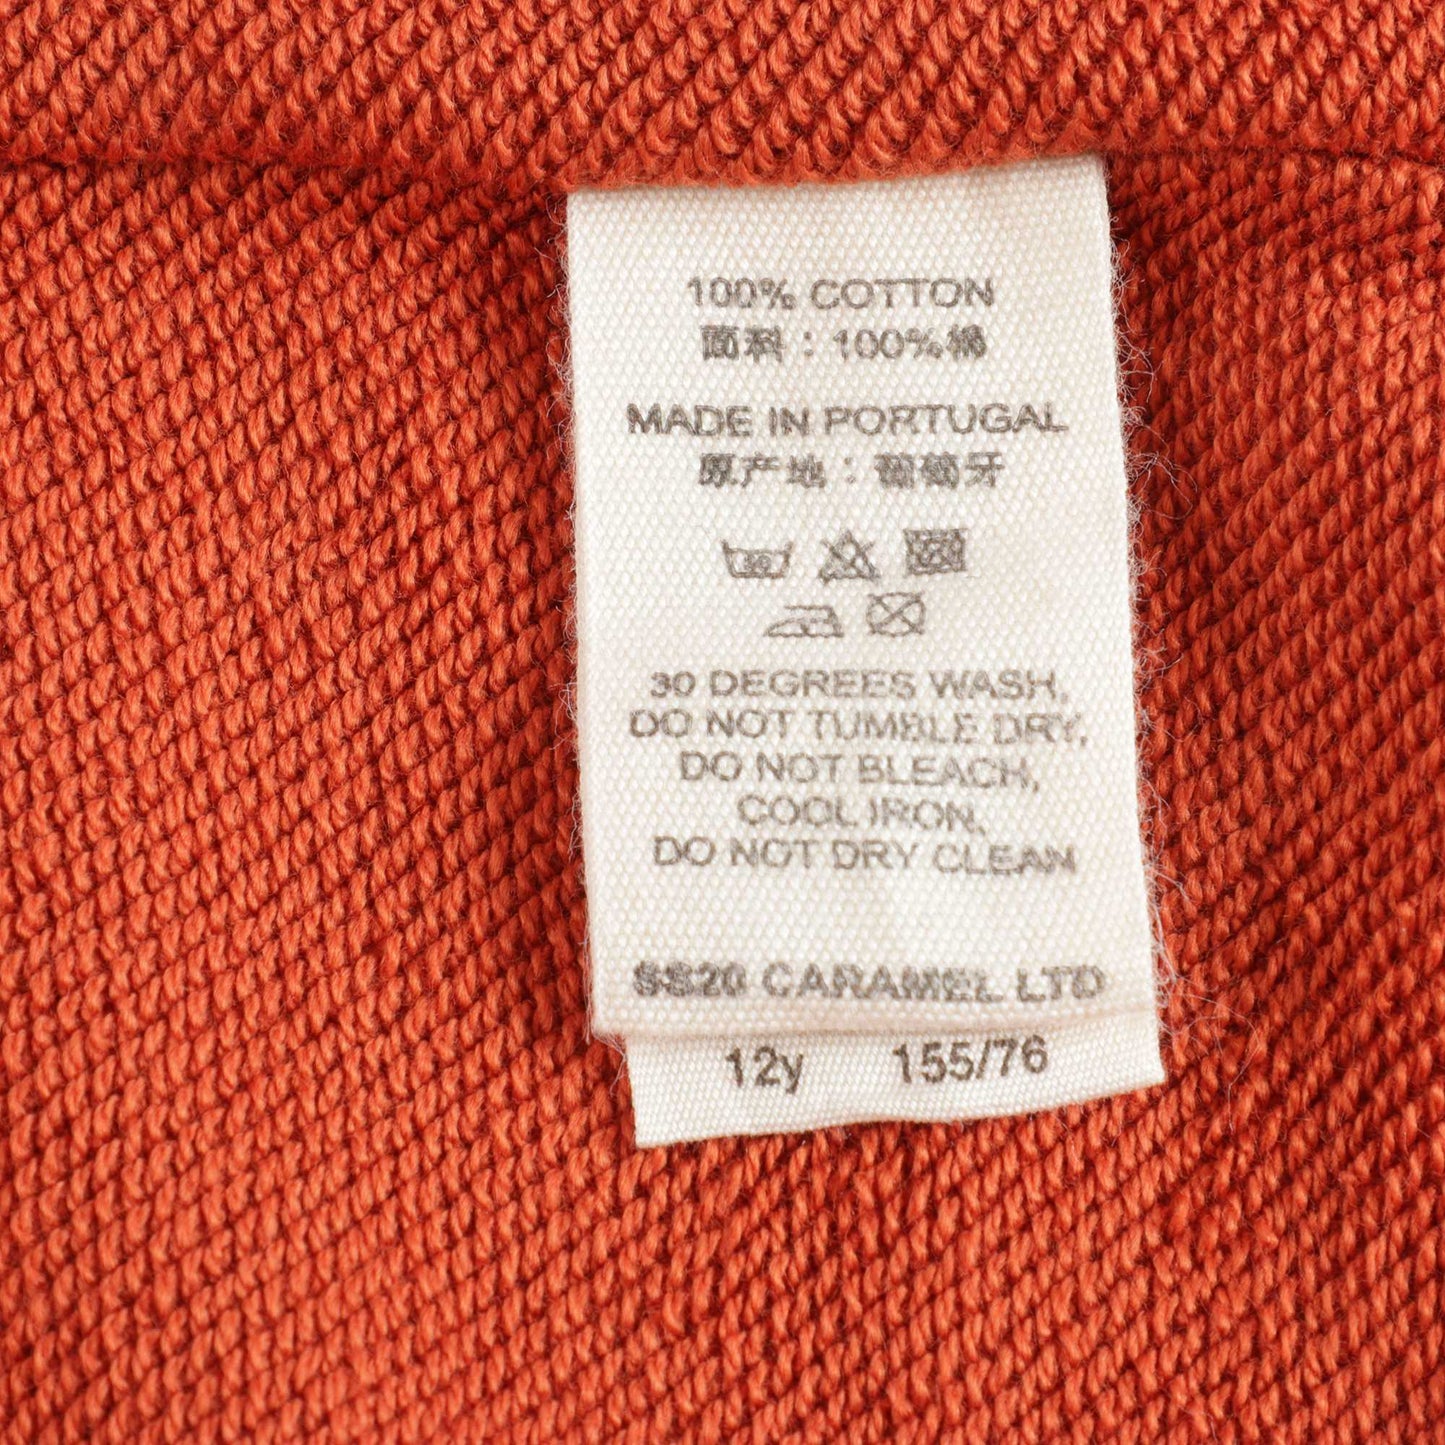 100% COTTON
面料：100%棉
MADE IN PORTUGAL
原产地：葡萄牙
30
30 DEGREES WASH,
DO NOT TUMBLE DRY,
DO NOT BLEACH,
COOL IRON,
DO NOT DRY CLEAN
SS20 CARAMEL LTD
12y 155/76